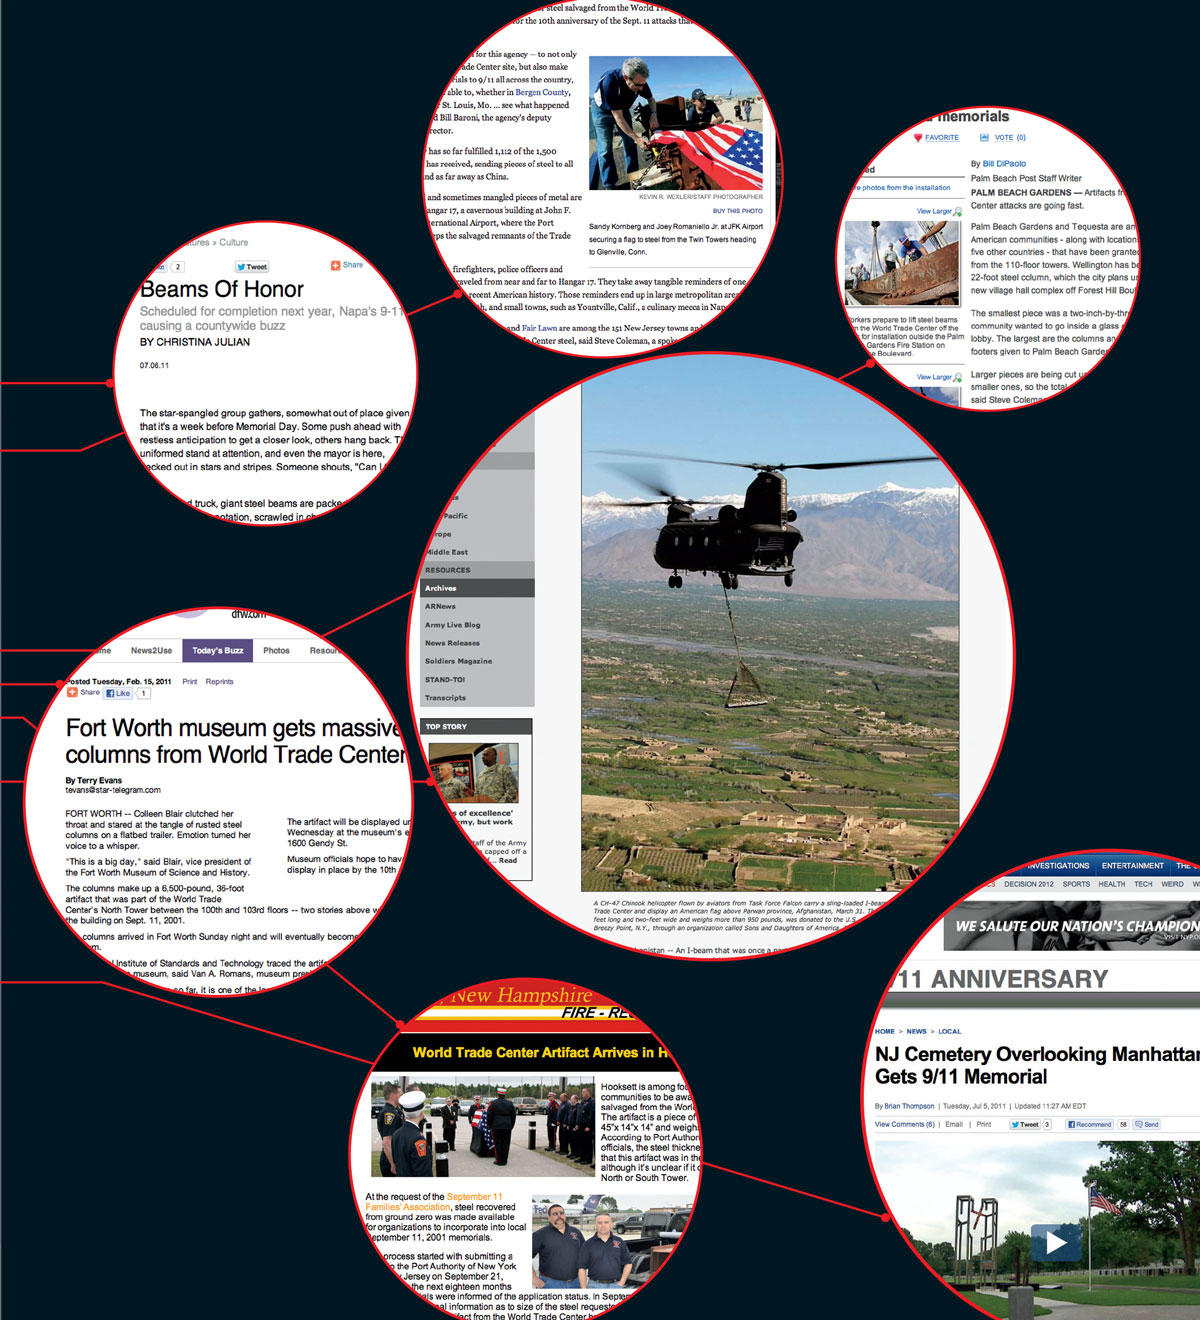 steel salvaged from the World Tra
for the 10th anniversary of the Sept. 11 attacks tha
for this agency — to not only
ade Center site, but also make
rials to 9/11 all across the country,
able to, whether in Bergen County,
St. Louis, Mo. ... see what happened
d Bill Baroni, the agency's deputy
rector.
has so far fulfilled 1,112 of the 1,500
has received, sending pieces of steel to all
nd as far away as China.
and sometimes mangled pieces of metal are
angar 17, a cavernous building at John F.
ernational Airport, where the Port
eps the salvaged remnants of the Trade
KEVIN R. WEXLER/STAFF PHOTOGRAPHER
BUY THIS PHOTO
Sandy Kornberg and Joey Romaniello Jr. at JFK Airport
securing a flag to steel from the Twin Towers heading
to Glenville, Conn.
firefighters, police officers and
raveled from near and far to Hangar 17. They take away tangible reminders of one
recent American history. Those reminders end up in large metropolitan area
h, and small towns, such as Yountville, Calif., a culinary mecca in Napa
and Fair Lawn are among the 151 New Jersey towns and
e Center steel, said Steve Coleman, a spoke
memorials
FAVORITE VOTE (0)
ed
e photos from the installation
View Larger
orkers prepare to lift steel beams
m the World Trade Center off the
for installation outside the Palm
Gardens Fire Station on
e Boulevard.
View Larger
By Bill DiPaolo
Palm Beach Post Staff Writer
PALM BEACH GARDENS — Artifacts fr
Center attacks are going fast.
Palm Beach Gardens and Tequesta are an
American communities - along with location
five other countries - that have been grante
from the 110-floor towers. Wellington has be
22-foot steel column, which the city plans u
new village hall complex off Forest Hill Bou
The smallest piece was a two-inch-by-thr
community wanted to go inside a glass
lobby. The largest are the columns an
footers given to Palm Beach Garde
Larger pieces are being cut up
smaller ones, so the total
said Steve Colema
tures » Culture
ke 2 Tweet Share
Beams Of Honor
Scheduled for completion next year, Napa's 9-11
causing a countywide buzz
BY CHRISTINA JULIAN
07.06.11
The star-spangled group gathers, somewhat out of place given
that it's a week before Memorial Day. Some push ahead with
restless anticipation to get a closer look, others hang back. T
uniformed stand at attention, and even the mayor is here,
ecked out in stars and stripes. Someone shouts, "Can I
d truck, giant steel beams are packe
notation, scrawled in ch
Pacific
rope
Middle East
RESOURCES
Archives
ARNews
Army Live Blog
News Releases
Soldiers Magazine
STAND-TO!
Transcripts
TOP STORY
s of excellence'
my, but work
taff of the Army
capped off a
... Read
A CH-47 Chinook helicopter flown by aviators from Task Force Falcon carry a sling-loaded I-beam
Trade Center and display an American flag above Parwan province, Afghanistan, March 31. Th
feet long and two-feet wide and weighs more than 950 pounds, was donated to the U.S.
Breezy Point, N.Y., through an organization called Sons and Daughters of America,
hanistan -- An I-beam that was once a pa
dfw.com
me News2Use Today's Buzz Photos Resour
osted Tuesday, Feb. 15, 2011 Print Reprints
Share Like 1
Fort Worth museum gets massive
columns from World Trade Center
By Terry Evans
tevans@star-telegram.com
FORT WORTH -- Colleen Blair clutched her
throat and stared at the tangle of rusted steel
columns on a flatbed trailer. Emotion turned her
voice to a whisper.
"This is a big day," said Blair, vice president of
the Fort Worth Museum of Science and History.
The columns make up a 6,500-pound, 36-foot
artifact that was part of the World Trade
Center's North Tower between the 100th and 103rd floors -- two stories above w
the building on Sept. 11, 2001.
columns arrived in Fort Worth Sunday night and will eventually become
m.
Institute of Standards and Technology traced the artifa
museum, said Van A. Romans, museum pres
so far, it is one of the la
The artifact will be displayed un
Wednesday at the museum's e
1600 Gendy St.
Museum officials hope to have
display in place by the 10th
, New Hampshire
FIRE - RES
World Trade Center Artifact Arrives in H
Hooksett is among fou
communities to be awa
salvaged from the World
The artifact is a piece of
45"x 14"x 14" and weighs
According to Port Author
officials, the steel thickne
that this artifact was in the
although it's unclear if it c
North or South Tower.
At the request of the September 11
Families' Association, steel recovered
from ground zero was made available
for organizations to incorporate into local
eptember 11, 2001 memorials.
process started with submitting a
o the Port Authority of New York
Jersey on September 21,
the next eighteen months
ials were informed of the application status. In Septem
nal information as to size of the steel requeste
ifact from the World Trade Center b
INVESTIGATIONS ENTERTAINMENT THE
CS DECISION 2012 SPORTS HEALTH TECH WEIRD W
WE SALUTE OUR NATION'S CHAMPION
VISIT NYPO
/11 ANNIVERSARY
HOME > NEWS > LOCAL
NJ Cemetery Overlooking Manhattan
Gets 9/11 Memorial
By Brian Thompson | Tuesday, Jul 5, 2011 | Updated 11:27 AM EDT
View Comments (6) | Email | Print Tweet 3 Recommend 58 Send